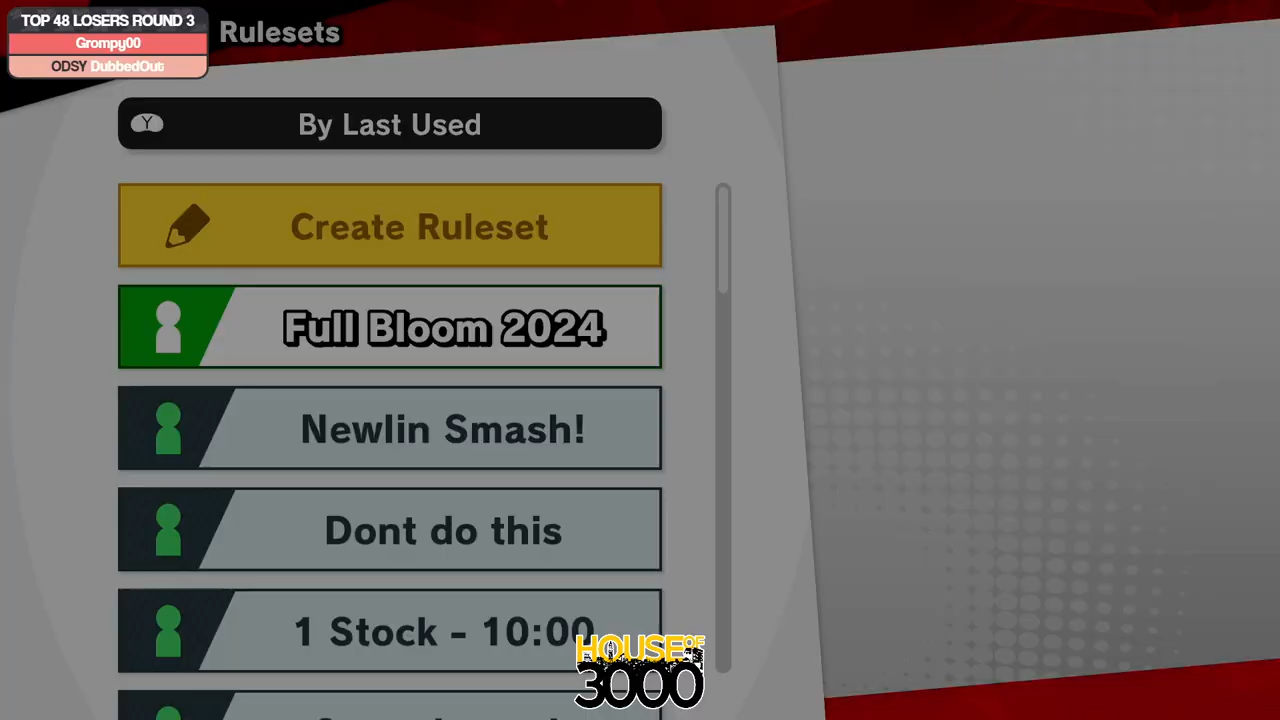 TOP 48 LOSERS ROUND 3
Grompy00
ODSY DubbedOut
Rulesets
Y
By Last Used
Create Ruleset
Full Bloom 2024
Newlin Smash!
Dont do this
1 Stock - 10:00
HOUSE OF
3000